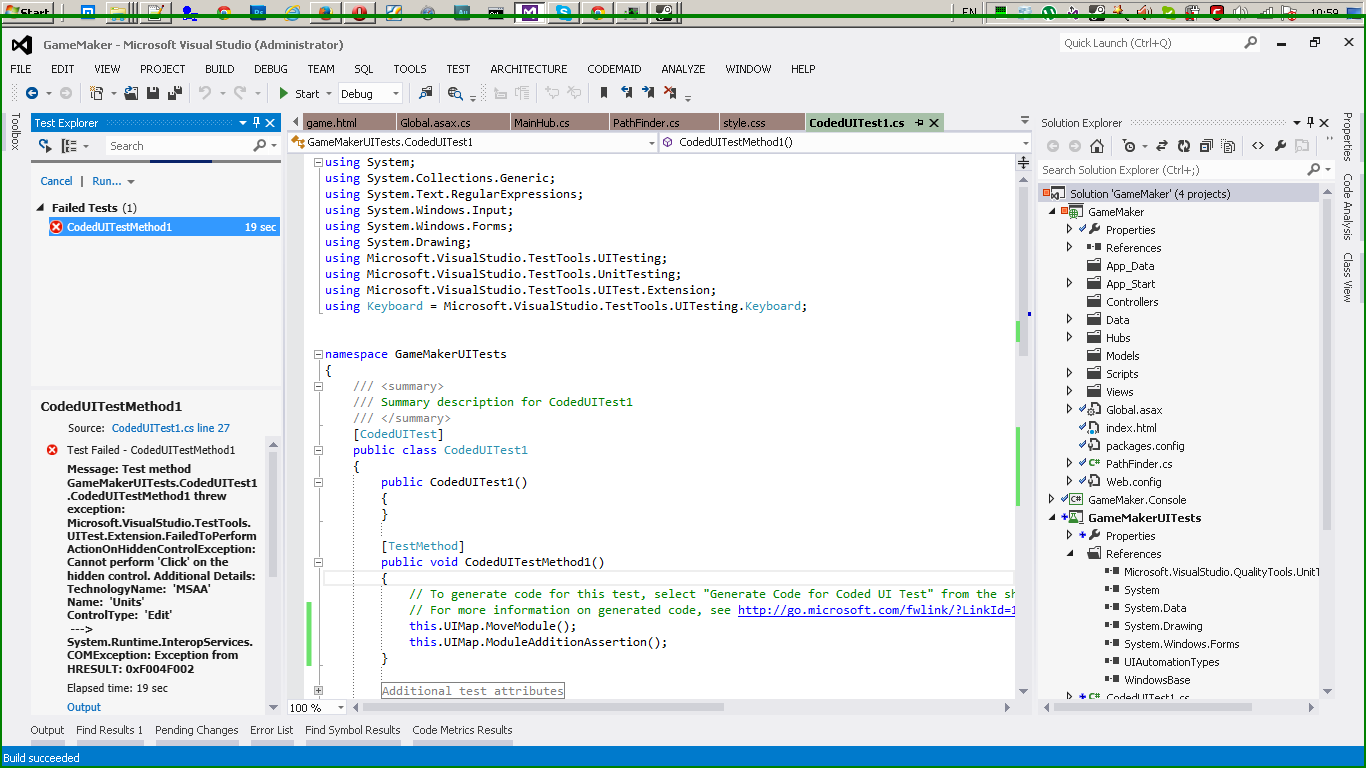 Start
EN
10:59
GameMaker - Microsoft Visual Studio (Administrator)
Quick Launch (Ctrl+Q)
FILE EDIT VIEW PROJECT BUILD DEBUG TEAM SQL TOOLS TEST ARCHITECTURE CODEMAID ANALYZE WINDOW HELP
Start Debug
Toolbox
Test Explorer
Search
Cancel | Run...
Failed Tests (1)
CodedUITestMethod1 19 sec
CodedUITestMethod1
Source: CodedUITest1.cs line 27
Test Failed - CodedUITestMethod1
Message: Test method
GameMakerUITests.CodedUITest1
.CodedUITestMethod1 threw
exception:
Microsoft.VisualStudio.TestTools.
UITest.Extension.FailedToPerform
ActionOnHiddenControlException:
Cannot perform 'Click' on the
hidden control. Additional Details:
TechnologyName: 'MSAA'
Name: 'Units'
ControlType: 'Edit'
--->
System.Runtime.InteropServices.
COMException: Exception from
HRESULT: 0xF004F002
Elapsed time: 19 sec
Output
game.html Global.asax.cs MainHub.cs PathFinder.cs style.css CodedUITest1.cs
GameMakerUITests.CodedUITest1 CodedUITestMethod1()
using System;
using System.Collections.Generic;
using System.Text.RegularExpressions;
using System.Windows.Input;
using System.Windows.Forms;
using System.Drawing;
using Microsoft.VisualStudio.TestTools.UITesting;
using Microsoft.VisualStudio.TestTools.UnitTesting;
using Microsoft.VisualStudio.TestTools.UITest.Extension;
using Keyboard = Microsoft.VisualStudio.TestTools.UITesting.Keyboard;
namespace GameMakerUITests
{
/// <summary>
/// Summary description for CodedUITest1
/// </summary>
[CodedUITest]
public class CodedUITest1
{
public CodedUITest1()
{
}
[TestMethod]
public void CodedUITestMethod1()
{
// To generate code for this test, select "Generate Code for Coded UI Test" from the sh
// For more information on generated code, see http://go.microsoft.com/fwlink/?LinkId=1
this.UIMap.MoveModule();
this.UIMap.ModuleAdditionAssertion();
}
Additional test attributes
100 %
Solution Explorer
Search Solution Explorer (Ctrl+;)
Solution 'GameMaker' (4 projects)
GameMaker
Properties
References
App_Data
App_Start
Controllers
Data
Hubs
Models
Scripts
Views
Global.asax
index.html
packages.config
PathFinder.cs
Web.config
GameMaker.Console
GameMakerUITests
Properties
References
Microsoft.VisualStudio.QualityTools.UnitT
System
System.Data
System.Drawing
System.Windows.Forms
UIAutomationTypes
WindowsBase
CodedUITest1.cs
Properties
Code Analysis
Class View
Output Find Results 1 Pending Changes Error List Find Symbol Results Code Metrics Results
Build succeeded